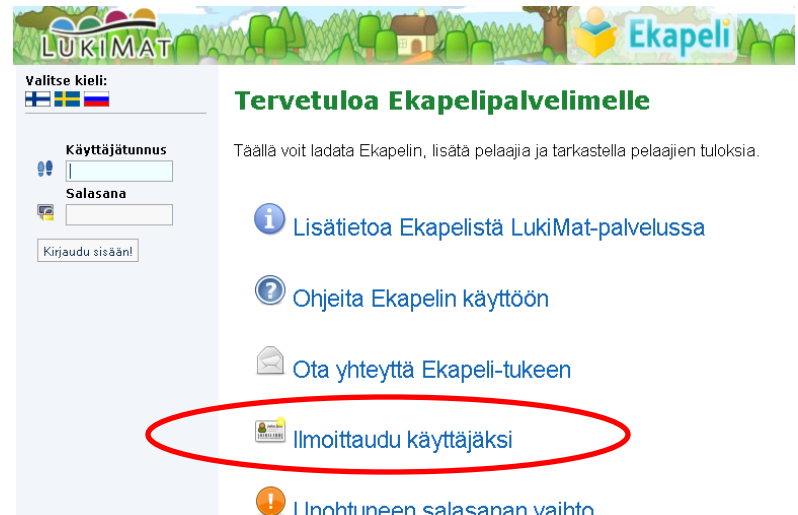 LUKIMAT
Ekapeli
Valitse kieli:
Käyttäjätunnus
Salasana
Kirjaudu sisään!
Tervetuloa Ekapelipalvelimelle
Täällä voit ladata Ekapelin, lisätä pelaajia ja tarkastella pelaajien tuloksia.
Lisätietoa Ekapelistä LukiMat-palvelussa
Ohjeita Ekapelin käyttöön
Ota yhteyttä Ekapeli-tukeen
Ilmoittaudu käyttäjäksi
Unohtuneen salasanan vaihto